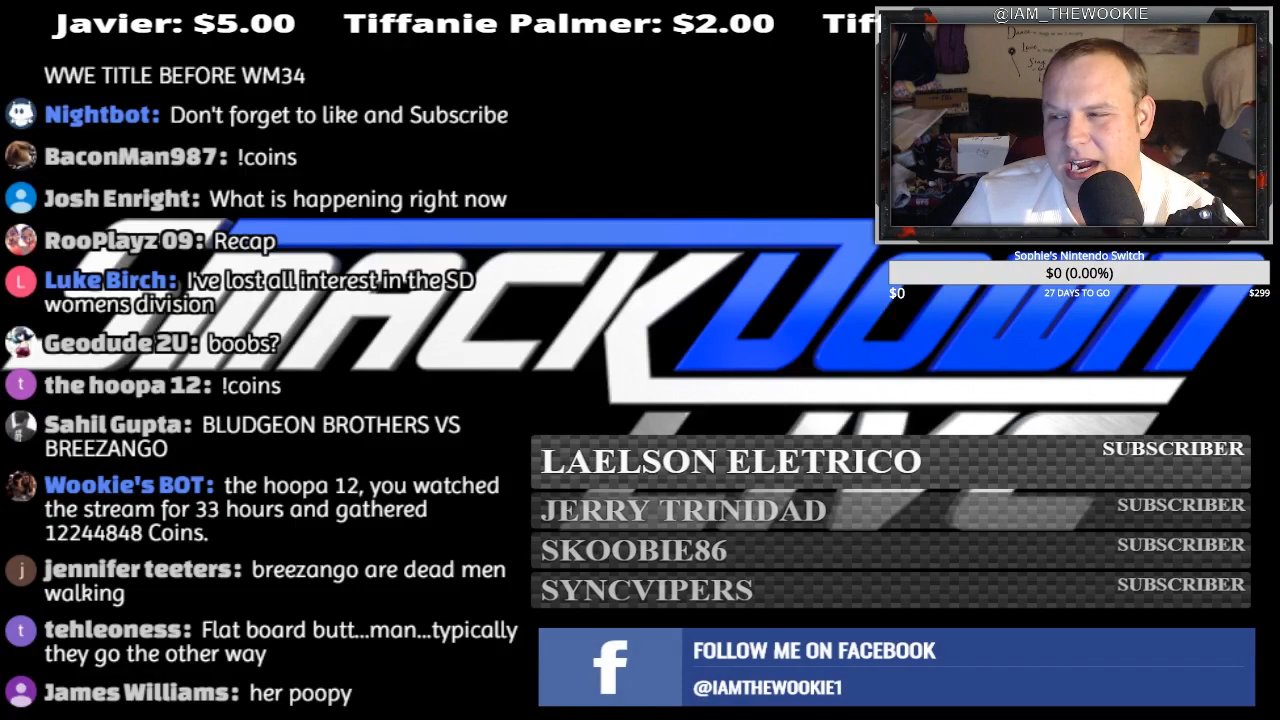 Javier: $5.00 Tiffanie Palmer: $2.00 Tiff
@IAM_THEWOOKIE
WWE TITLE BEFORE WM34
Nightbot: Don't forget to like and Subscribe
BaconMan987: !coins
Josh Enright: What is happening right now
RooPlayz 09: Recap
Luke Birch: I've lost all interest in the SD
womens division
Geodude 2U: boobs?
the hoopa 12: !coins
Sahil Gupta: BLUDGEON BROTHERS VS
BREEZANGO
Wookie's BOT: the hoopa 12, you watched
the stream for 33 hours and gathered
12244848 Coins.
jennifer teeters: breezango are dead men
walking
tehleoness: Flat board butt...man...typically
they go the other way
James Williams: her poopy
Sophie's Nintendo Switch
$0 (0.00%)
$0 27 DAYS TO GO $299
SMACKDOWN
LIVE
LAELSON ELETRICO SUBSCRIBER
JERRY TRINIDAD SUBSCRIBER
SKOOBIE86 SUBSCRIBER
SYNCVIPERS SUBSCRIBER
f
FOLLOW ME ON FACEBOOK
@IAMTHEWOOKIE1